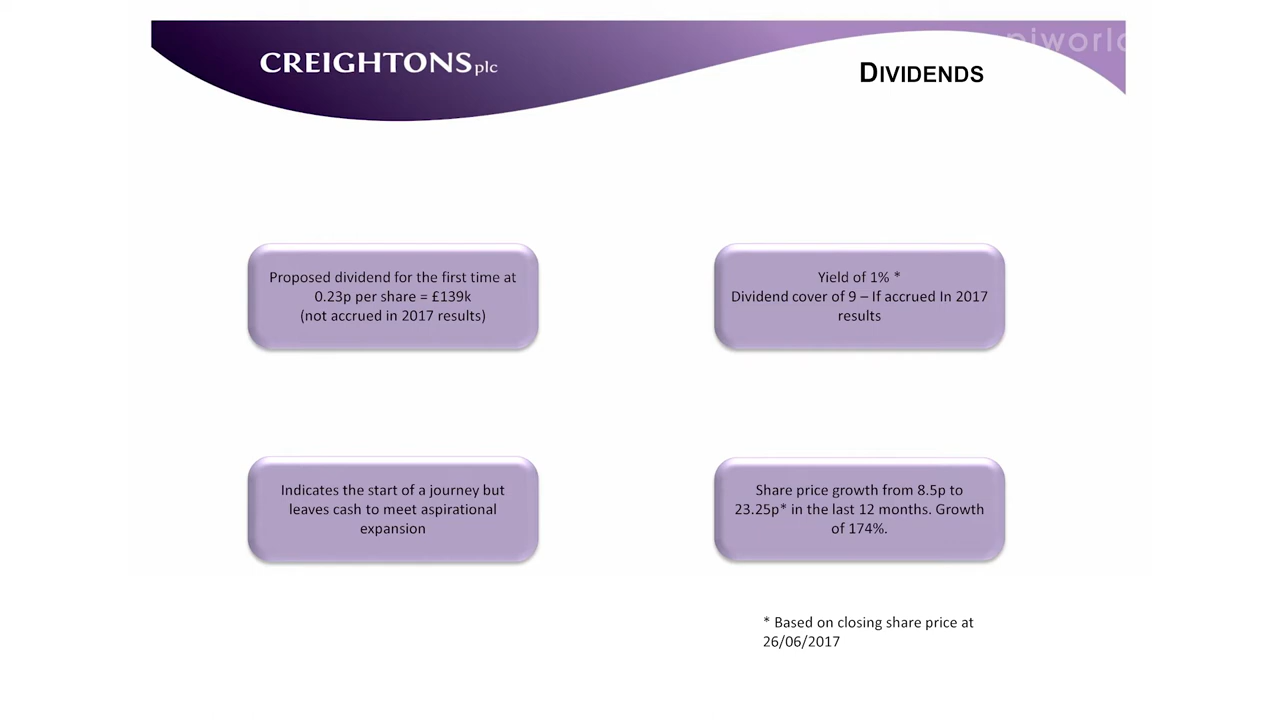 piworld
CREIGHTONS plc
DIVIDENDS
Proposed dividend for the first time at
0.23p per share = £139k
(not accrued in 2017 results)
Yield of 1% *
Dividend cover of 9 – If accrued In 2017
results
Indicates the start of a journey but
leaves cash to meet aspirational
expansion
Share price growth from 8.5p to
23.25p* in the last 12 months. Growth
of 174%.
* Based on closing share price at
26/06/2017